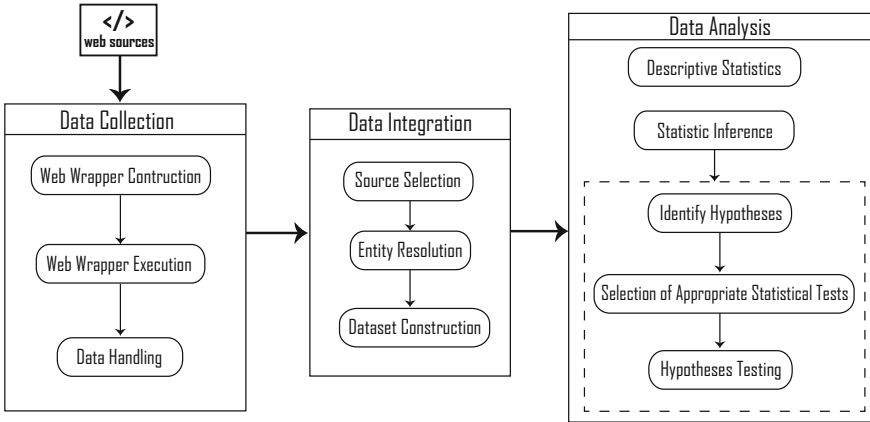 </>
web sources
Data Collection
Web Wrapper Contruction
Web Wrapper Execution
Data Handling
Data Integration
Source Selection
Entity Resolution
Dataset Construction
Data Analysis
Descriptive Statistics
Statistic Inference
Identify Hypotheses
Selection of Appropriate Statistical Tests
Hypotheses Testing